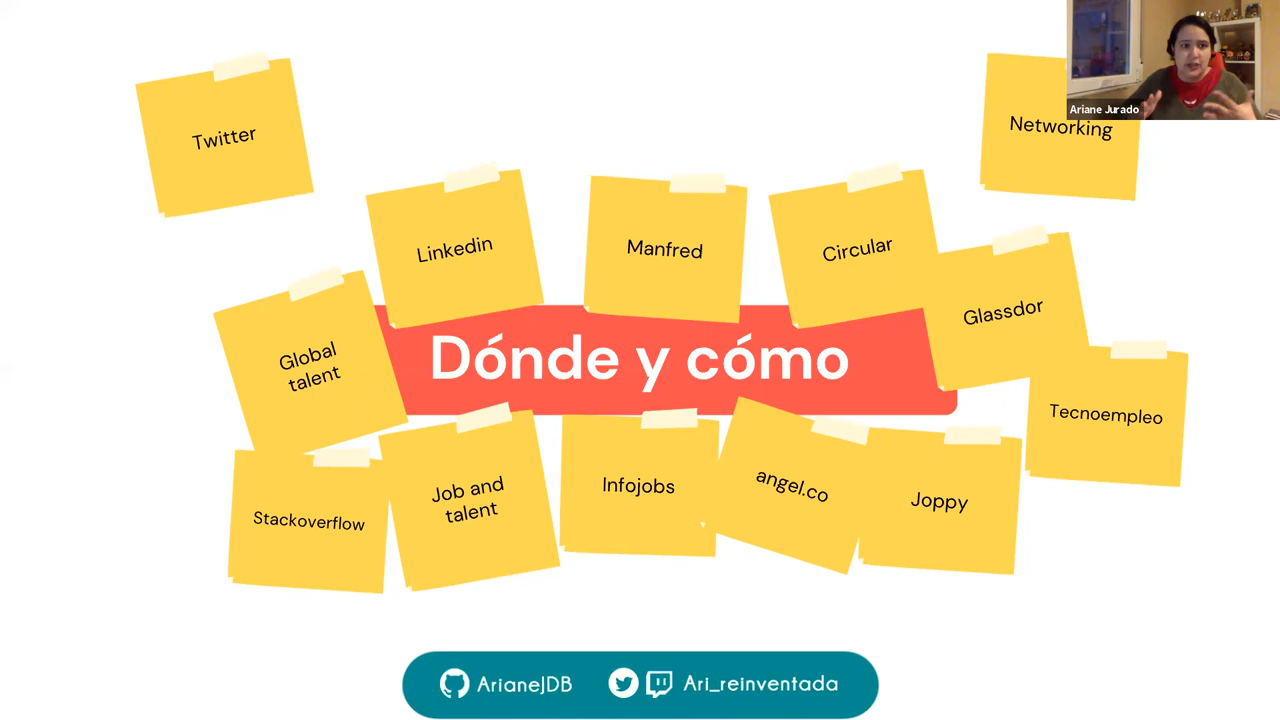 Ariane Jurado
Twitter
Networking
Linkedin
Manfred
Circular
Glassdor
Global
talent
Dónde y cómo
Tecnoempleo
Stackoverflow
Job and
talent
Infojobs
angel.co
Joppy
ArianeJDB
Ari_reinventada